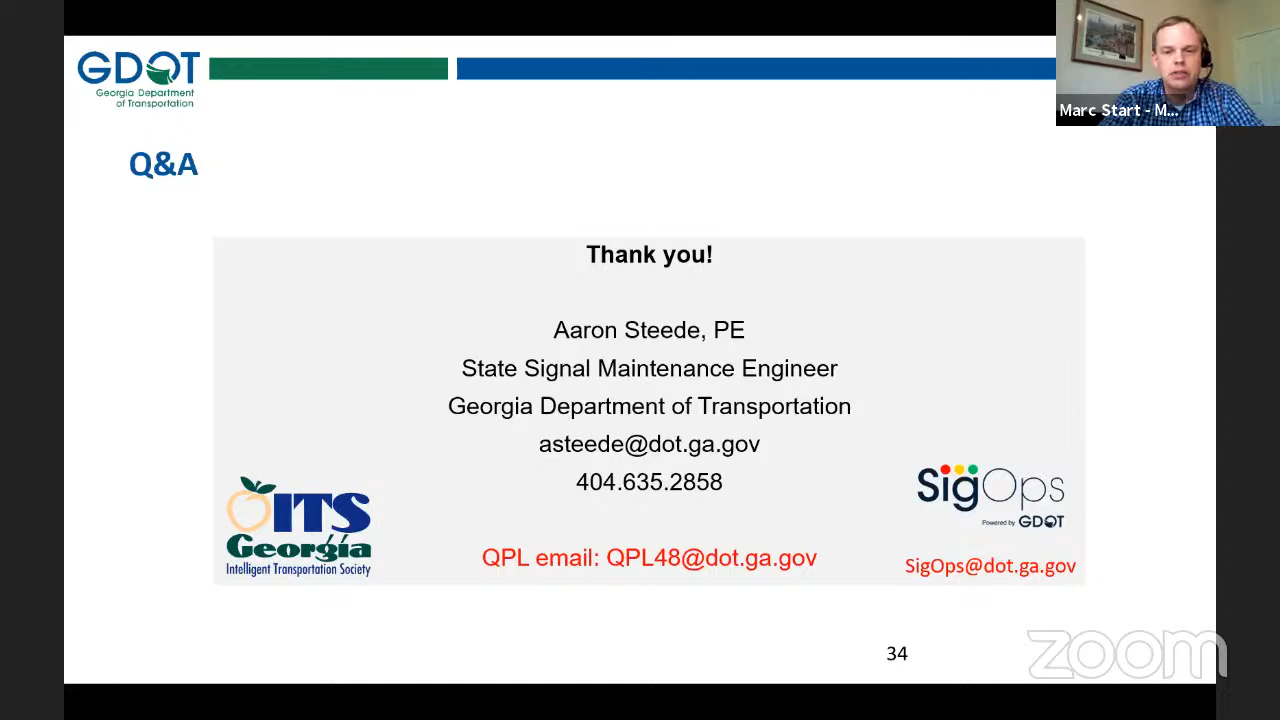 GDOT
Georgia Department
of Transportation
Marc Start - M...
Q&A
Thank you!
Aaron Steede, PE
State Signal Maintenance Engineer
Georgia Department of Transportation
asteede@dot.ga.gov
404.635.2858
ITS
Georgia
Intelligent Transportation Society
SigOps
Powered by GDOT
QPL email: QPL48@dot.ga.gov
SigOps@dot.ga.gov
34
zoom